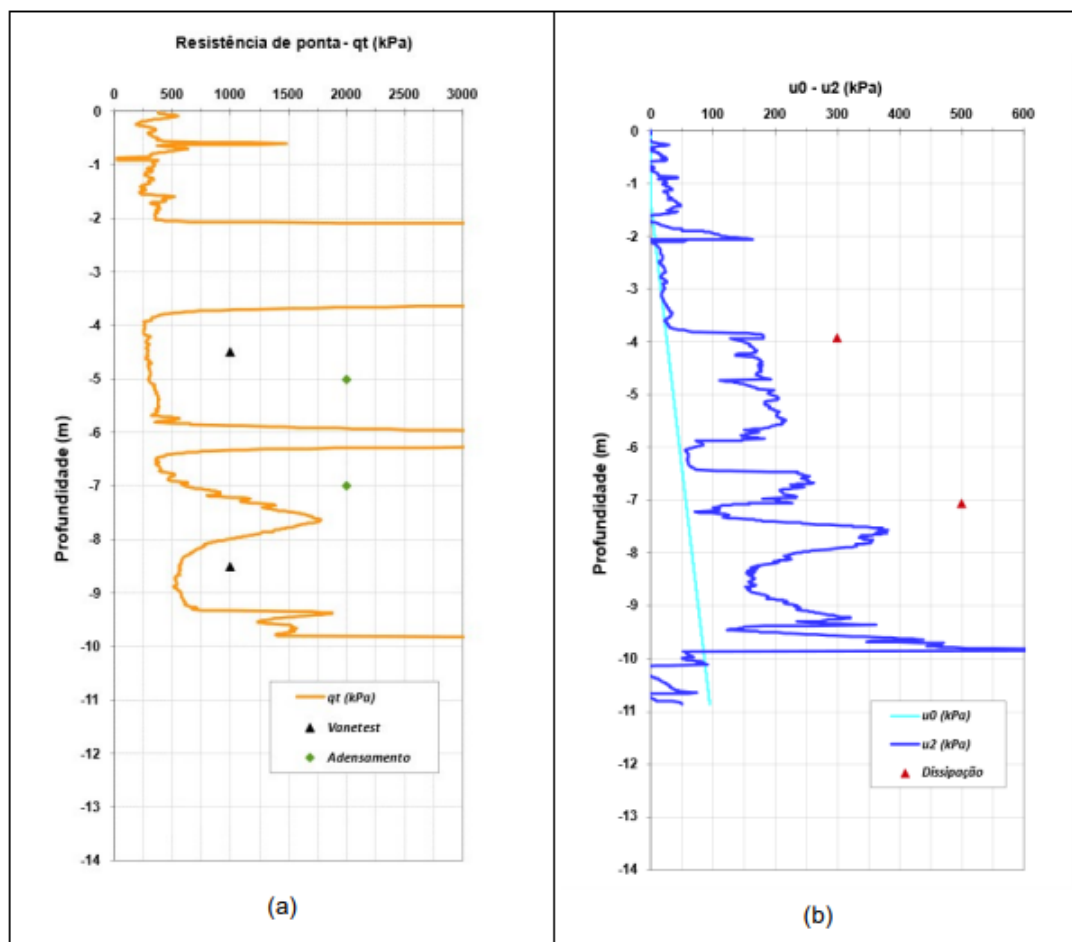 Resistência de ponta - qt (kPa)
0 500 1000 1500 2000 2500 3000
0
-1
-2
-3
-4
-5
-6
-7
-8
-9
-10
-11
-12
-13
-14
Profundidade (m)
qt (kPa)
Vanetest
Adensamento
(a)
u0 - u2 (kPa)
0 100 200 300 400 500 600
0
-1
-2
-3
-4
-5
-6
-7
-8
-9
-10
-11
-12
-13
-14
Profundidade (m)
u0 (kPa)
u2 (kPa)
Dissipação
(b)